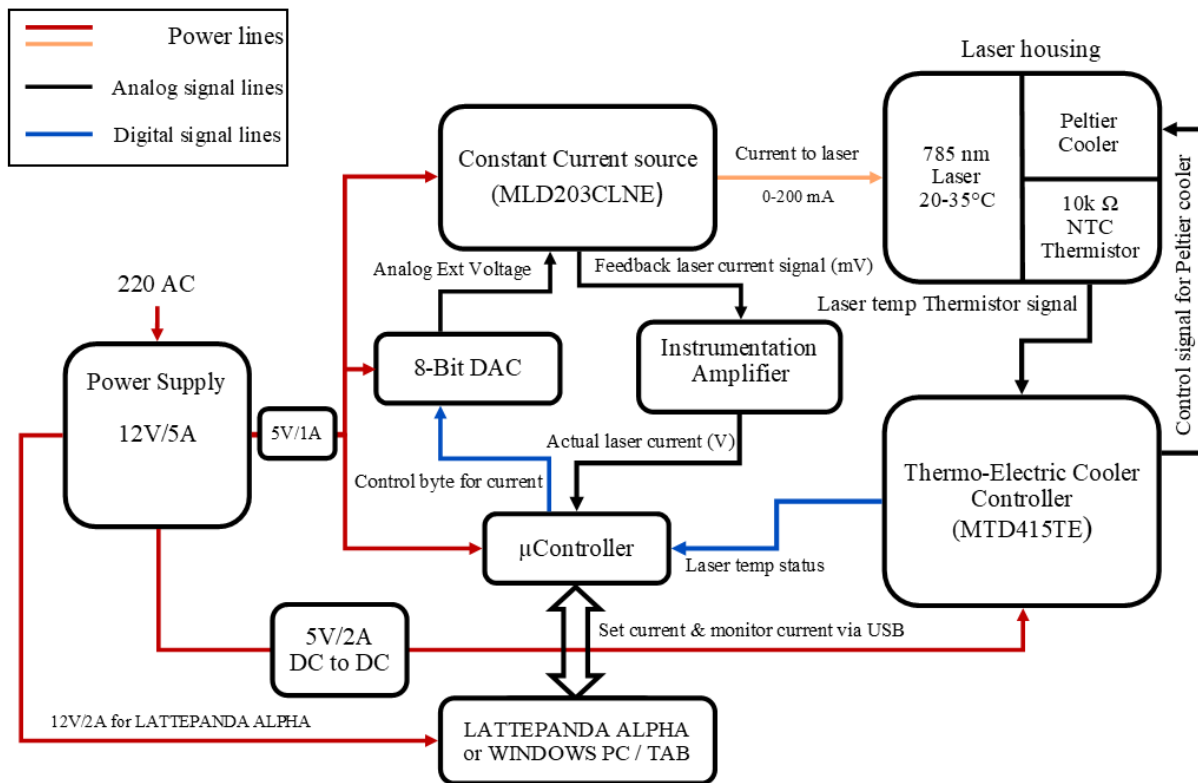 Power lines
Analog signal lines
Digital signal lines
Laser housing
Constant Current source
(MLD203CLNE)
Current to laser
0-200 mA
785 nm
Laser
20-35°C
Peltier
Cooler
10k Ω
NTC
Thermistor
Control signal for Peltier cooler
220 AC
Analog Ext Voltage
Feedback laser current signal (mV)
Laser temp Thermistor signal
Power Supply
12V/5A
5V/1A
8-Bit DAC
Instrumentation
Amplifier
Actual laser current (V)
Control byte for current
Thermo-Electric Cooler
Controller
(MTD415TE)
µController
Laser temp status
5V/2A
DC to DC
Set current & monitor current via USB
12V/2A for LATTEPANDA ALPHA
LATTEPANDA ALPHA
or WINDOWS PC / TAB